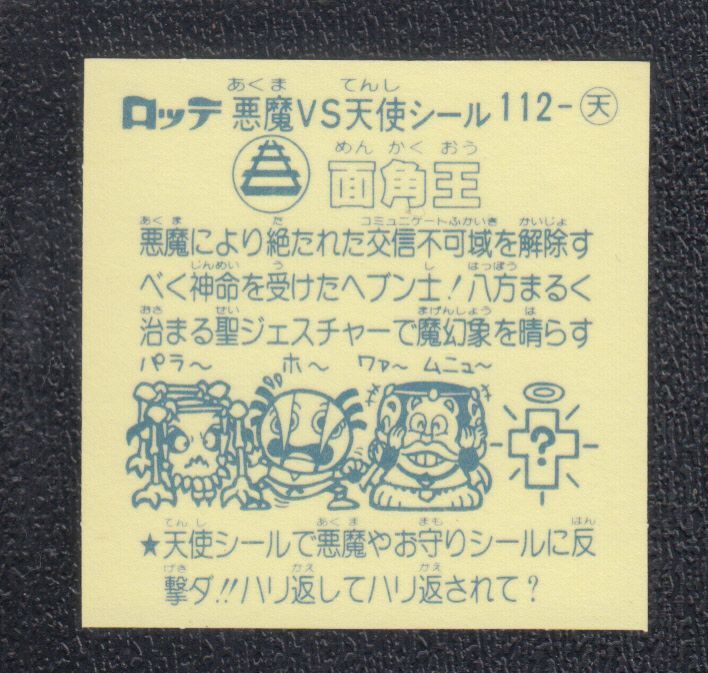 あくま てんし
ロッテ 悪魔VS天使シール 112-天
めん かく おう
面角王
あくま た コミュニケートふかいき かいじょ
悪魔により絶たれた交信不可域を解除す
じんめい う し はっぽう
べく神命を受けたヘブン士!八方まるく
おさ せい まげんしょう は
治まる聖ジェスチャーで魔幻象を晴らす
パラ〜 ホ〜 ワァ〜 ムニュ〜
?
てんし あくま まも はん
★天使シールで悪魔やお守りシールに反
げき かえ かえ
撃ダ!!ハリ返してハリ返されて?